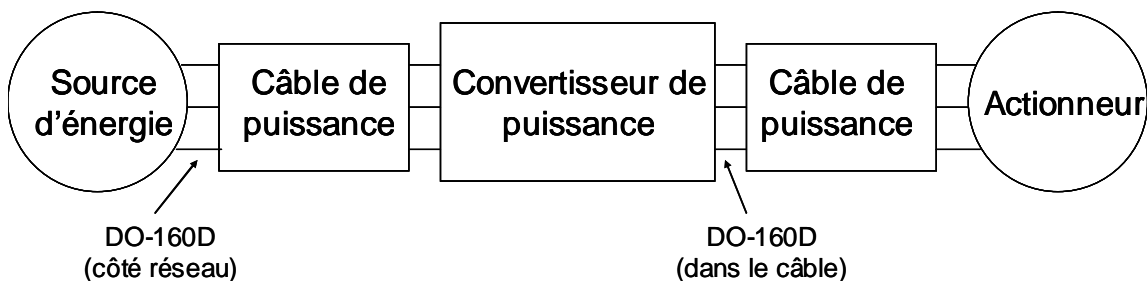 Source
d'énergie
Câble de
puissance
Convertisseur de
puissance
Câble de
puissance
Actionneur
DO-160D
(côté réseau)
DO-160D
(dans le câble)